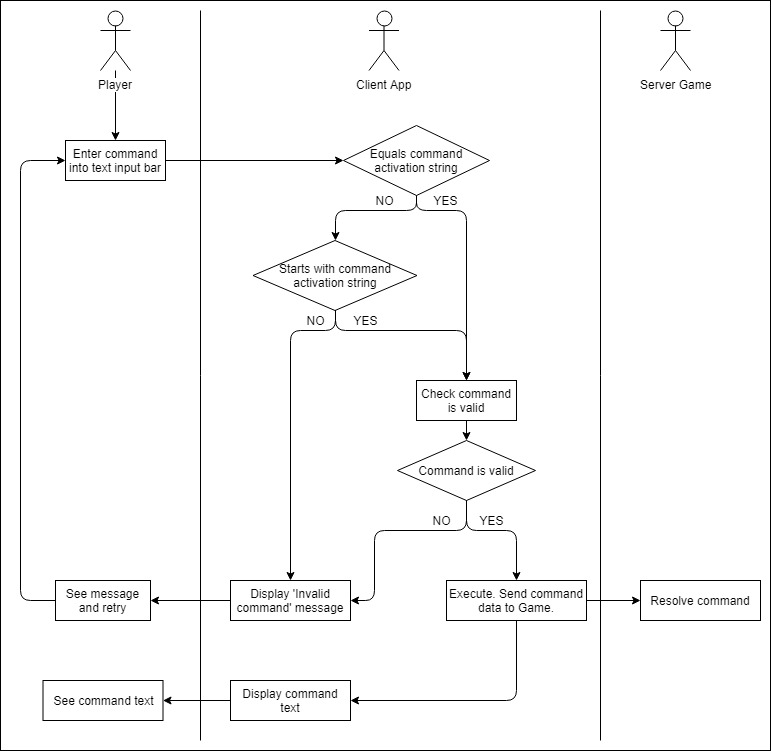 Player
Client App
Server Game
Enter command
into text input bar
Equals command
activation string
NO
YES
Starts with command
activation string
NO
YES
Check command
is valid
Command is valid
NO
YES
See message
and retry
Display 'Invalid
command' message
Execute. Send command
data to Game.
Resolve command
See command text
Display command
text